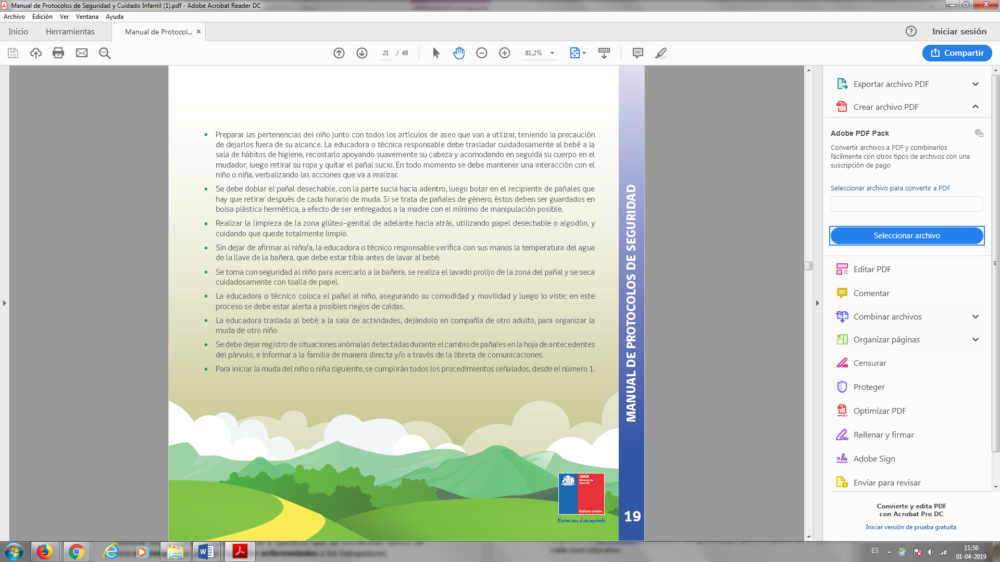 Manual de Protocolos de Seguridad y Cuidado Infantil (1).pdf - Adobe Acrobat Reader DC
Archivo Edición Ver Ventana Ayuda
Inicio Herramientas Manual de Protocol... × Iniciar sesión
21 / 48 81,2% Compartir
• Preparar las pertenencias del niño junto con todos los artículos de aseo que van a utilizar, teniendo la precaución
de dejarlos fuera de su alcance. La educadora o técnica responsable debe trasladar cuidadosamente al bebé a la
sala de hábitos de higiene, recostarlo apoyando suavemente su cabeza y acomodando en seguida su cuerpo en el
mudador; luego retirar su ropa y quitar el pañal sucio. En todo momento se debe mantener una interacción con el
niño o niña, verbalizando las acciones que va a realizar.
• Se debe doblar el pañal desechable, con la parte sucia hacia adentro, luego botar en el recipiente de pañales que
hay que retirar después de cada horario de muda. Si se trata de pañales de género, éstos deben ser guardados en
bolsa plástica hermética, a efecto de ser entregados a la madre con el mínimo de manipulación posible.
• Realizar la limpieza de la zona glúteo-genital de adelante hacia atrás, utilizando papel desechable o algodón, y
cuidando que quede totalmente limpio.
• Sin dejar de afirmar al niño/a, la educadora o técnico responsable verifica con sus manos la temperatura del agua
de la llave de la bañera, que debe estar tibia antes de lavar al bebé.
• Se toma con seguridad al niño para acercarlo a la bañera, se realiza el lavado prolijo de la zona del pañal y se seca
cuidadosamente con toalla de papel.
• La educadora o técnico coloca el pañal al niño, asegurando su comodidad y movilidad y luego lo viste; en este
proceso se debe estar alerta a posibles riegos de caídas.
• La educadora traslada al bebé a la sala de actividades, dejándolo en compañía de otro adulto, para organizar la
muda de otro niño.
• Se debe dejar registro de situaciones anómalas detectadas durante el cambio de pañales en la hoja de antecedentes
del párvulo, e informar a la familia de manera directa y/o a través de la libreta de comunicaciones.
• Para iniciar la muda del niño o niña siguiente, se cumplirán todos los procedimientos señalados, desde el número 1.
MANUAL DE PROTOCOLOS DE SEGURIDAD
JUNJI
Ministerio de
Educación
Gobierno de Chile
El primer paso, el más importante.
19
Exportar archivo PDF
Crear archivo PDF
Adobe PDF Pack
Convertir archivos a PDF y combinarlos
fácilmente con otros tipos de archivos con una
suscripción de pago
Seleccionar archivo para convertir a PDF
Seleccionar archivo
Editar PDF
Comentar
Combinar archivos
Organizar páginas
Censurar
Proteger
Optimizar PDF
Rellenar y firmar
Adobe Sign
Enviar para revisar
Convierte y edita PDF
con Acrobat Pro DC
Iniciar versión de prueba gratuita
enfermedades a los trabajadores.
cada nivel educativo
ES
11:56
01-04-2019